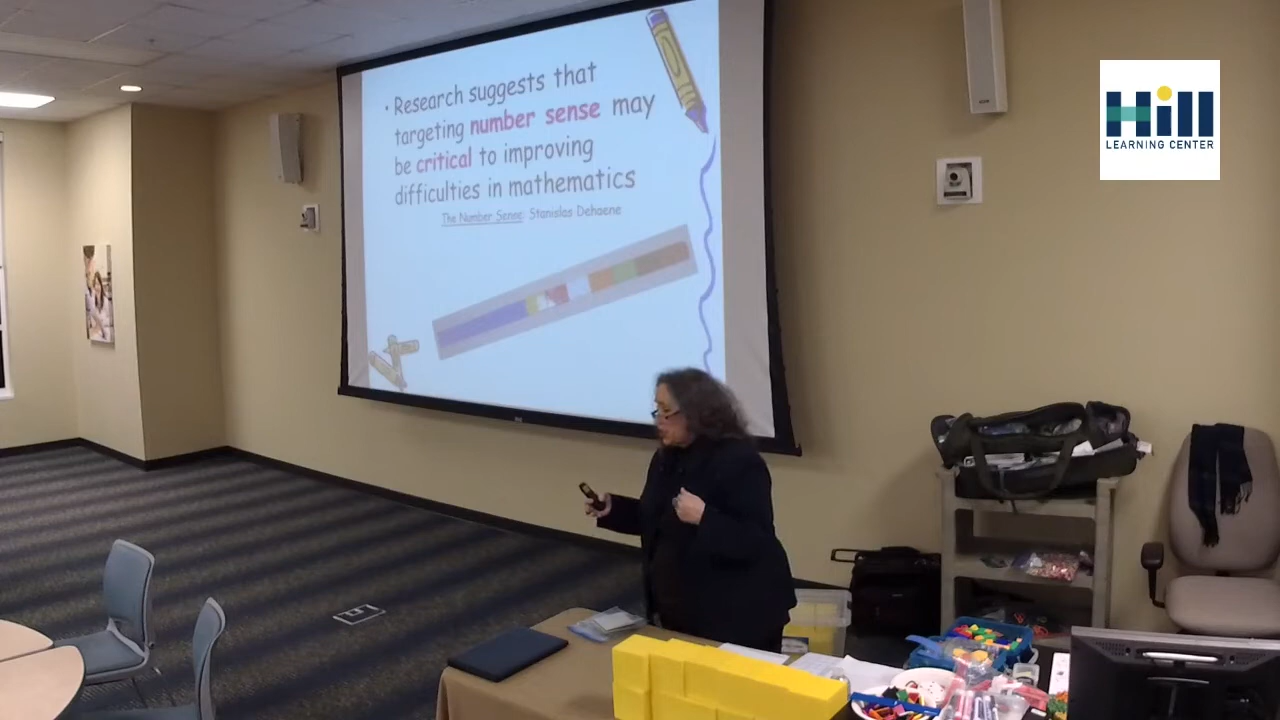 • Research suggests that
targeting number sense may
be critical to improving
difficulties in mathematics
The Number Sense: Stanislas Dehaene
Hill
LEARNING CENTER